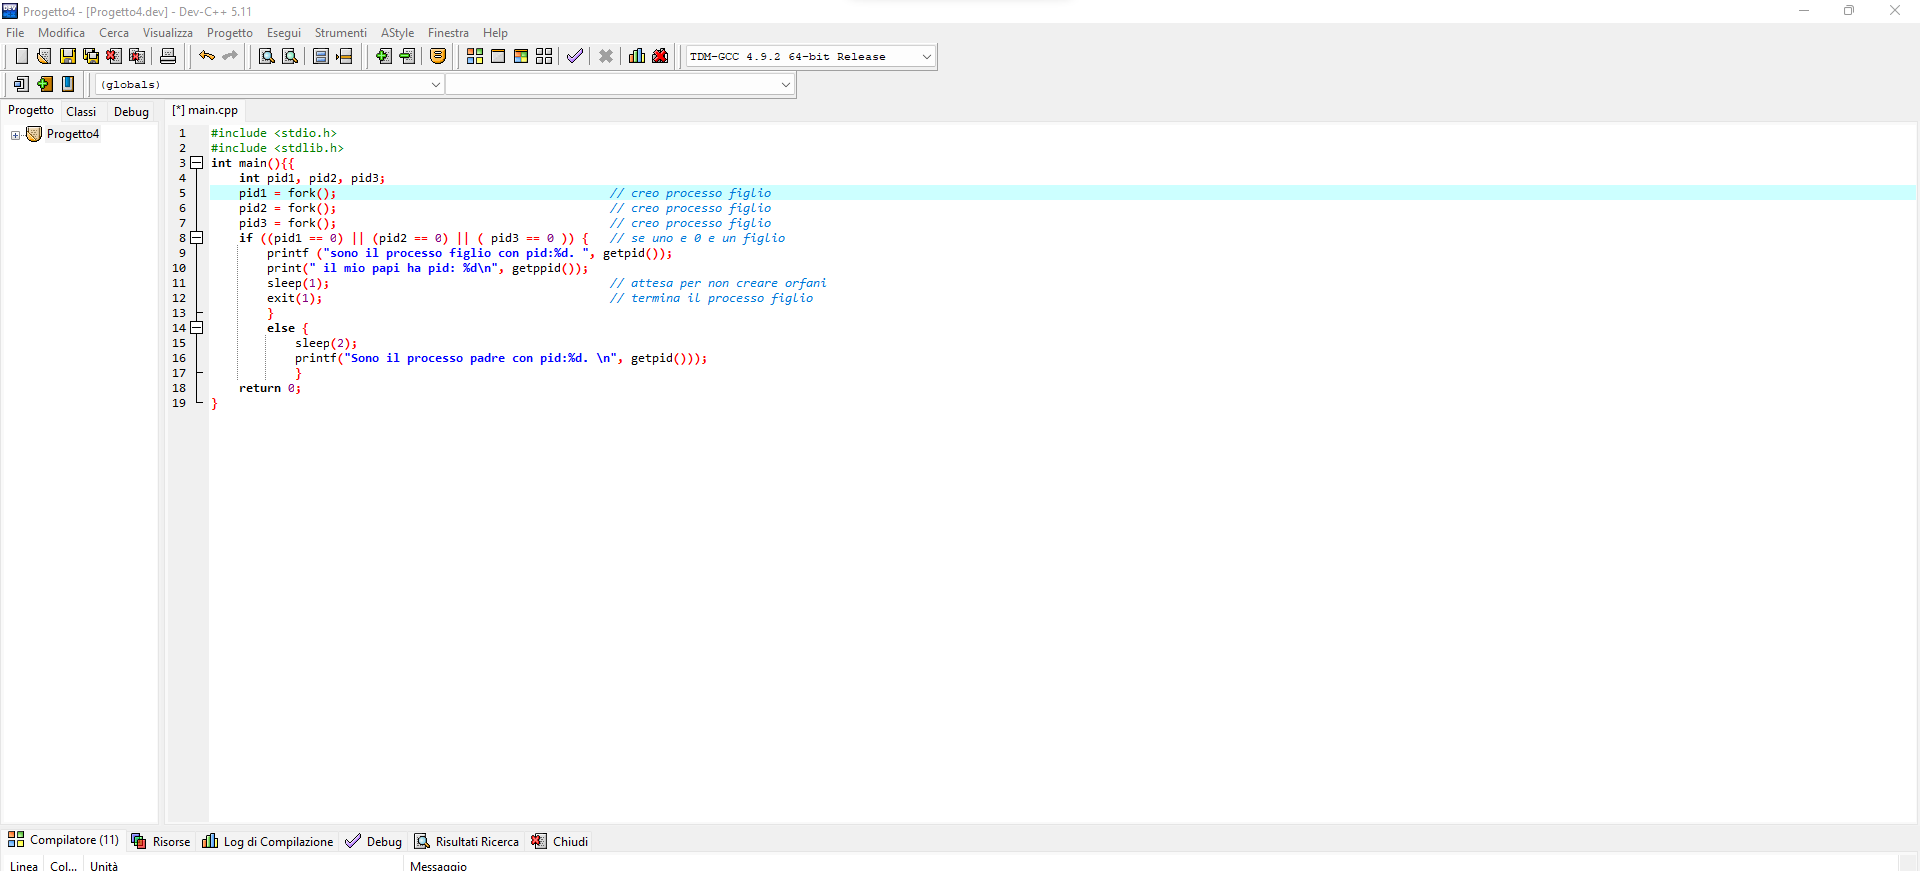 Progetto4 - [Progetto4.dev] - Dev-C++ 5.11
File Modifica Cerca Visualizza Progetto Esegui Strumenti AStyle Finestra Help
TDM-GCC 4.9.2 64-bit Release
(globals)
Progetto Classi Debug [*] main.cpp
Progetto4
1 #include <stdio.h>
2 #include <stdlib.h>
3 int main(){{
4 int pid1, pid2, pid3;
5 pid1 = fork(); // creo processo figlio
6 pid2 = fork(); // creo processo figlio
7 pid3 = fork(); // creo processo figlio
8 if ((pid1 == 0) || (pid2 == 0) || ( pid3 == 0 )) { // se uno e 0 e un figlio
9 printf ("sono il processo figlio con pid:%d. ", getpid());
10 print(" il mio papi ha pid: %d\n", getppid());
11 sleep(1); // attesa per non creare orfani
12 exit(1); // termina il processo figlio
13 }
14 else {
15 sleep(2);
16 printf("Sono il processo padre con pid:%d. \n", getpid()));
17 }
18 return 0;
19 }
Compilatore (11) Risorse Log di Compilazione Debug Risultati Ricerca Chiudi
Linea Col... Unità Messaggio